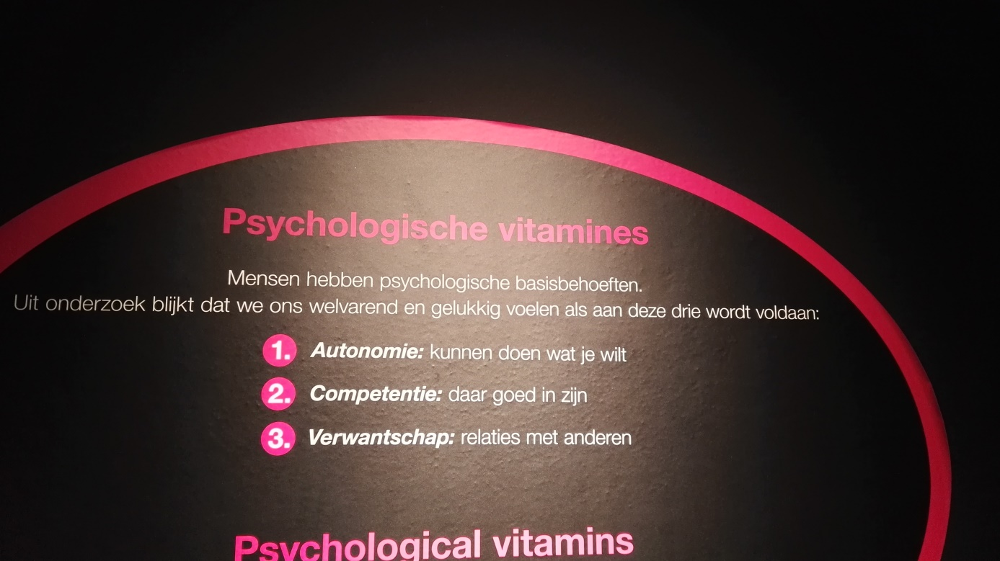 Psychologische vitamines
Mensen hebben psychologische basisbehoeften.
Uit onderzoek blijkt dat we ons welvarend en gelukkig voelen als aan deze drie wordt voldaan:
1. Autonomie: kunnen doen wat je wilt
2. Competentie: daar goed in zijn
3. Verwantschap: relaties met anderen
Psychological vitamins